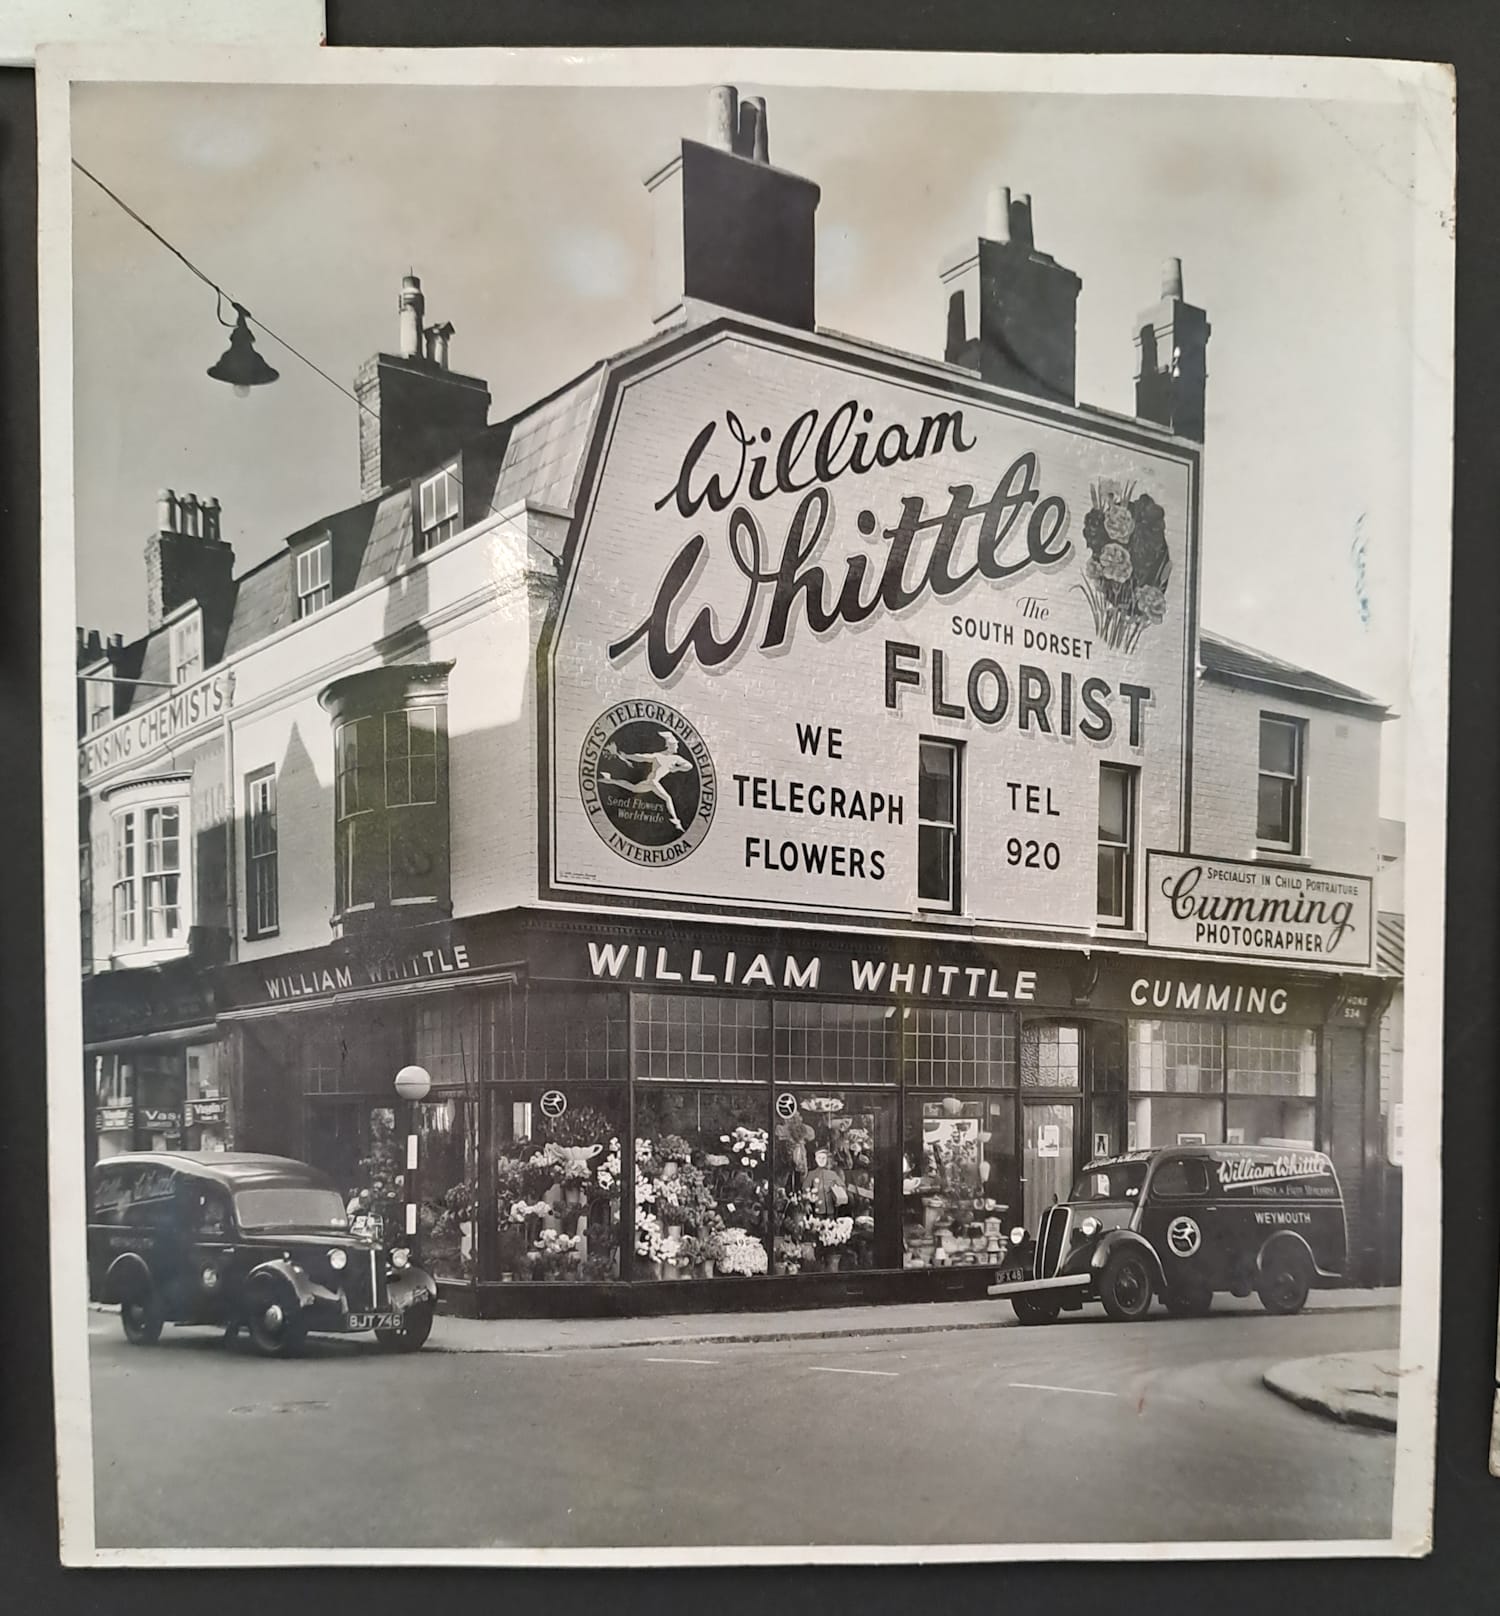 William
Whittle
The
SOUTH DORSET
FLORIST
FLORISTS TELEGRAPH DELIVERY
Send Flowers
Worldwide
INTERFLORA
WE
TELEGRAPH
FLOWERS
TEL
920
SPECIALIST IN CHILD PORTRAITURE
Cumming
PHOTOGRAPHER
PENSING CHEMISTS
WILLIAM WHITTLE
WILLIAM WHITTLE
CUMMING
534
William Whittle
WEYMOUTH
BJT 746